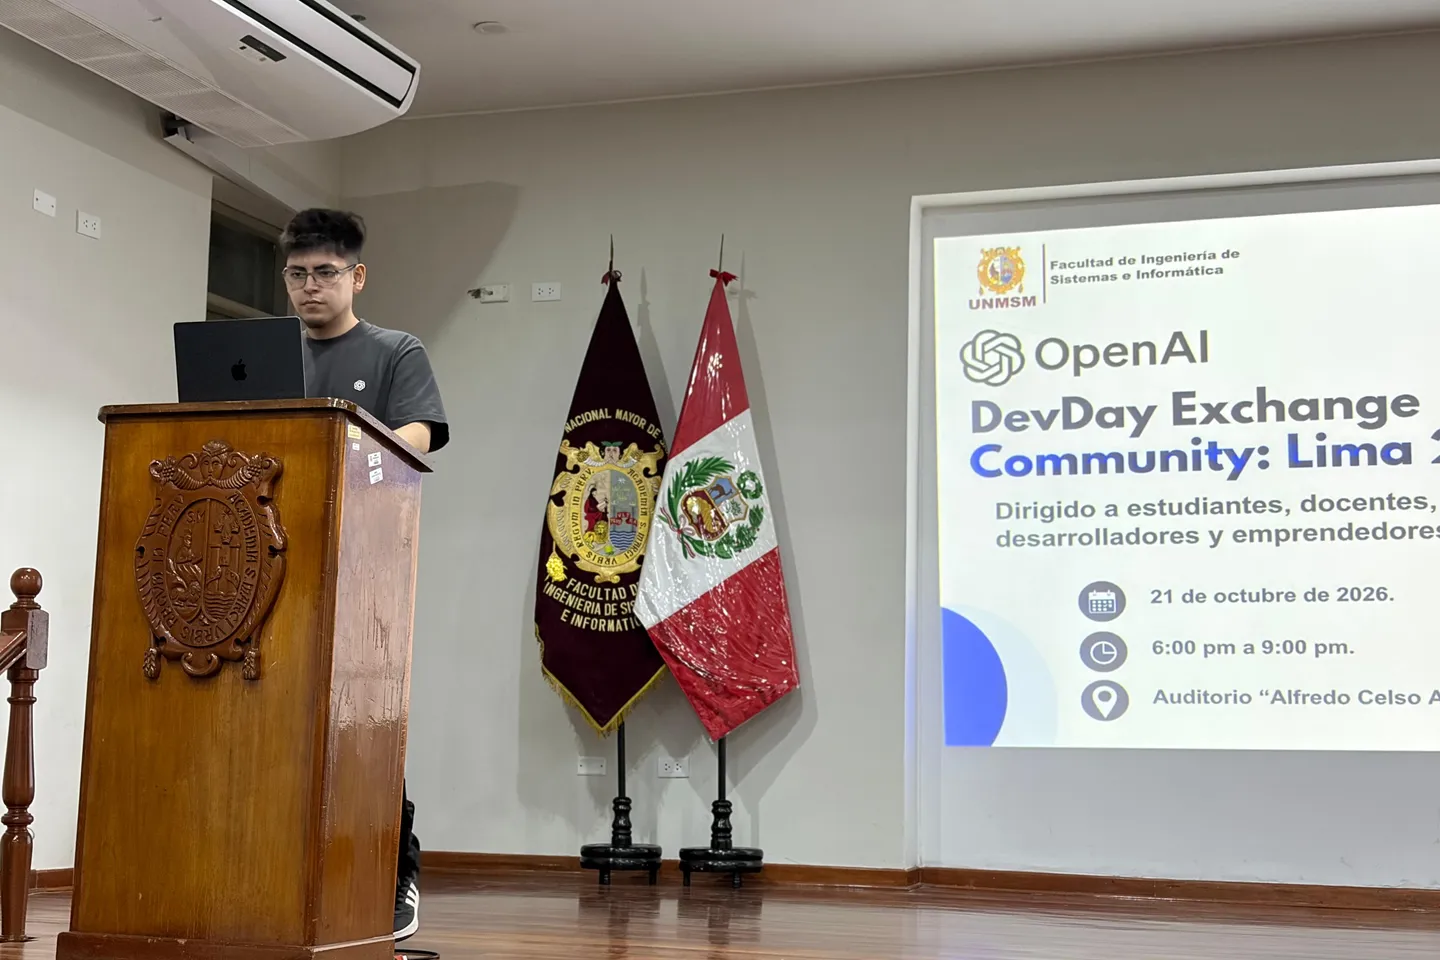 Facultad de Ingeniería de
Sistemas e Informática
UNMSM
OpenAI
DevDay Exchange
Community: Lima
Dirigido a estudiantes, docentes,
desarrolladores y emprendedores
21 de octubre de 2026.
6:00 pm a 9:00 pm.
Auditorio “Alfredo Celso A
NACIONAL MAYOR DE
FACULTAD DE
INGENIERÍA DE SIS
E INFORMATIC